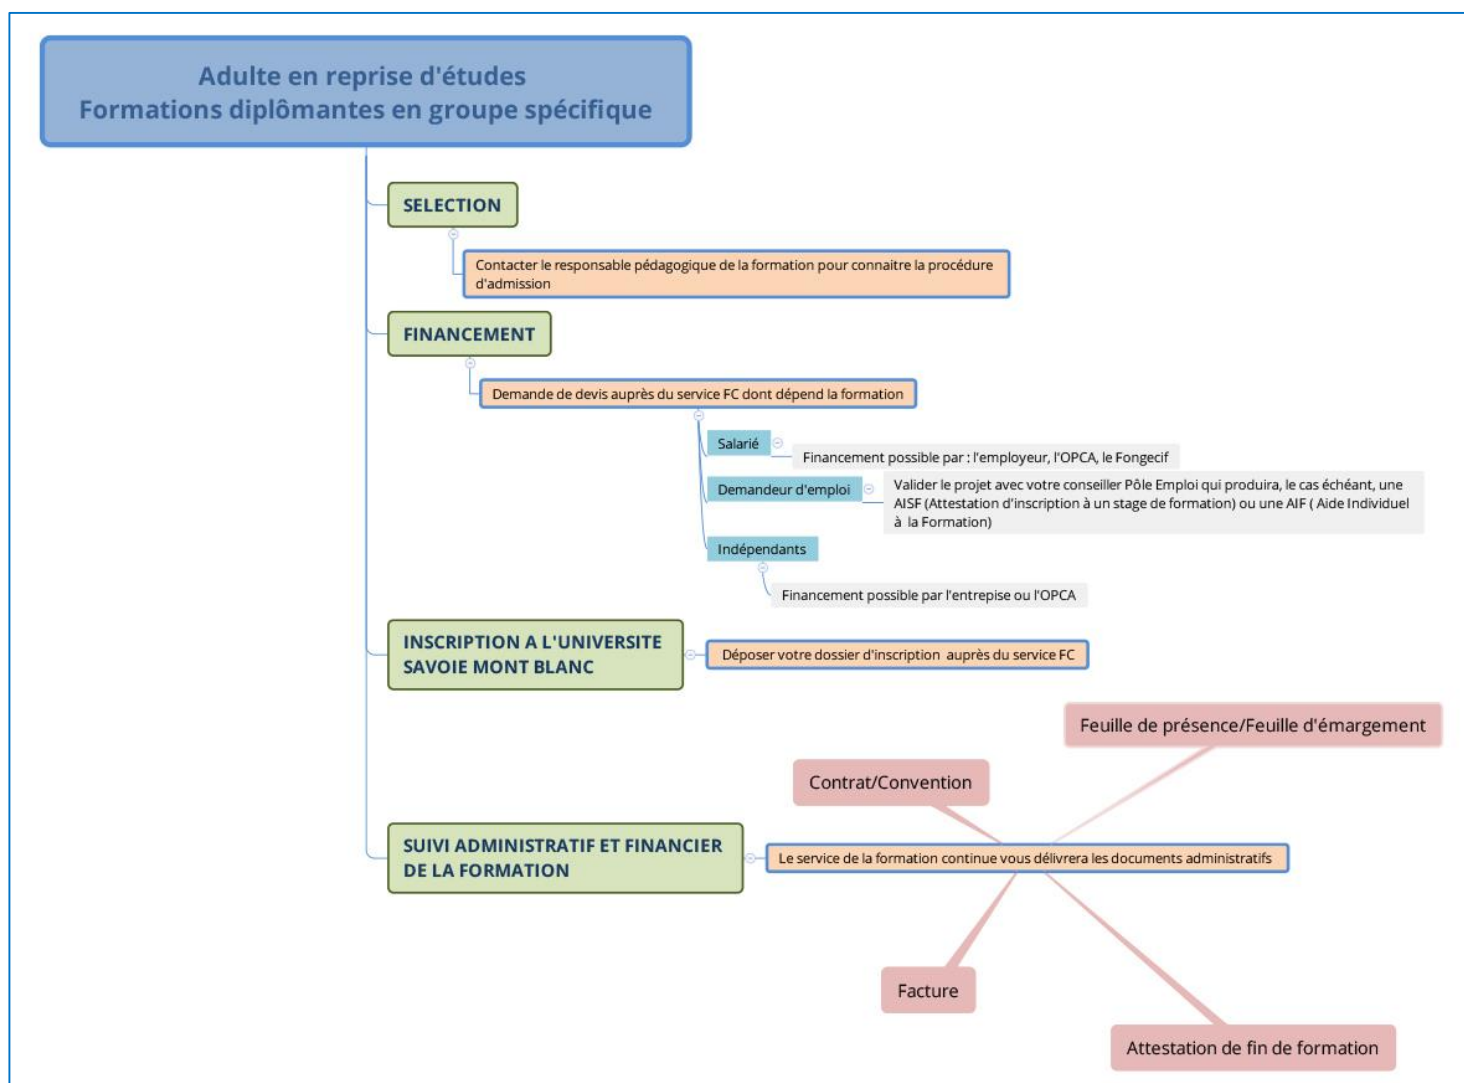 Adulte en reprise d'études
Formations diplômantes en groupe spécifique
SELECTION
Contacter le responsable pédagogique de la formation pour connaitre la procédure
d'admission
FINANCEMENT
Demande de devis auprès du service FC dont dépend la formation
Salarié
Financement possible par : l'employeur, l'OPCA, le Fongecif
Demandeur d'emploi
Valider le projet avec votre conseiller Pôle Emploi qui produira, le cas échéant, une
AISF (Attestation d'inscription à un stage de formation) ou une AIF ( Aide Individuel
à la Formation)
Indépendants
Financement possible par l'entrepise ou l'OPCA
INSCRIPTION A L'UNIVERSITE
SAVOIE MONT BLANC
Déposer votre dossier d'inscription auprès du service FC
Feuille de présence/Feuille d'émargement
Contrat/Convention
SUIVI ADMINISTRATIF ET FINANCIER
DE LA FORMATION
Le service de la formation continue vous délivrera les documents administratifs
Facture
Attestation de fin de formation